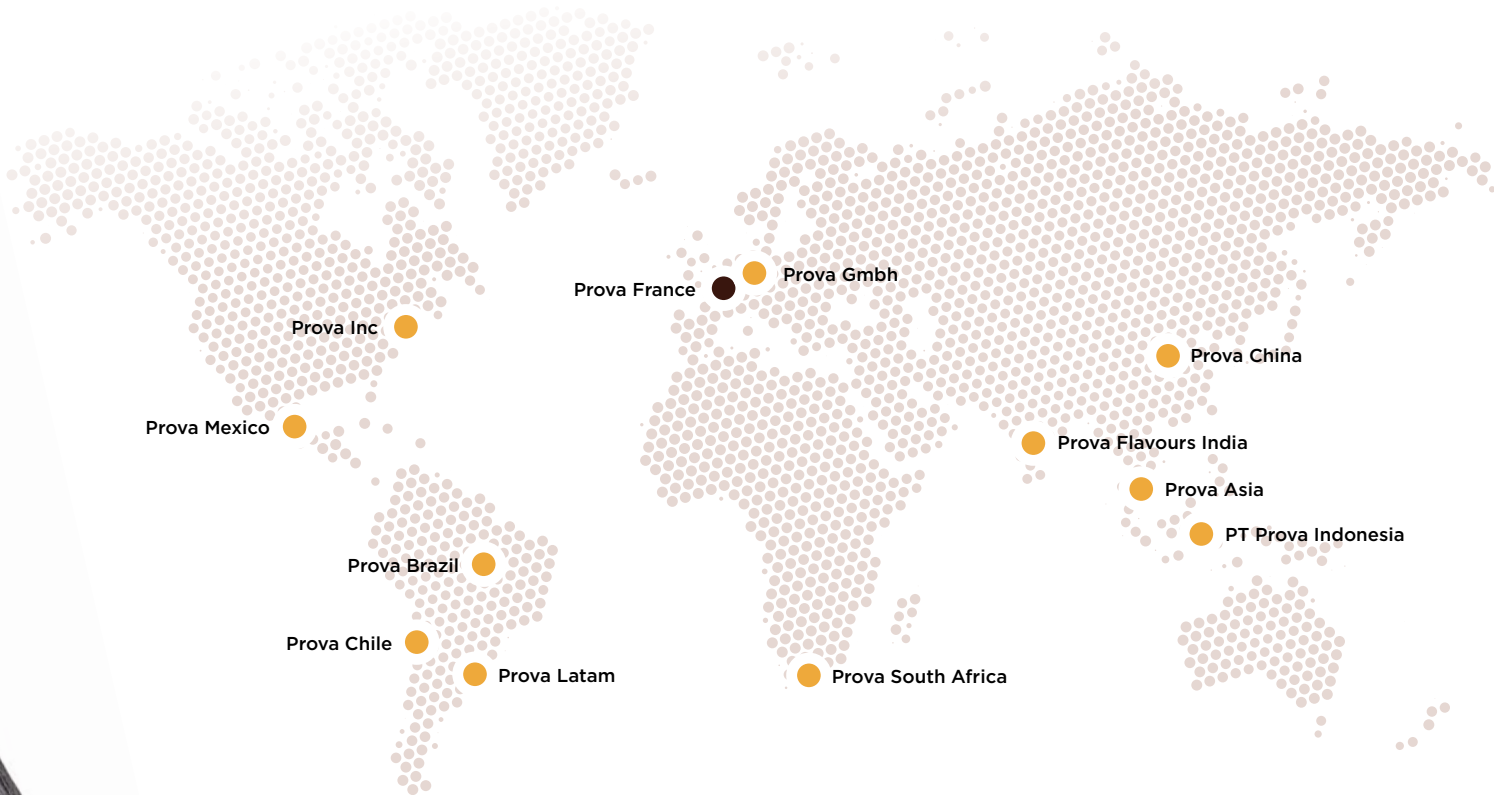 Prova Gmbh
Prova France
Prova Inc
Prova China
Prova Mexico
Prova Flavours India
Prova Asia
PT Prova Indonesia
Prova Brazil
Prova Chile
Prova Latam
Prova South Africa